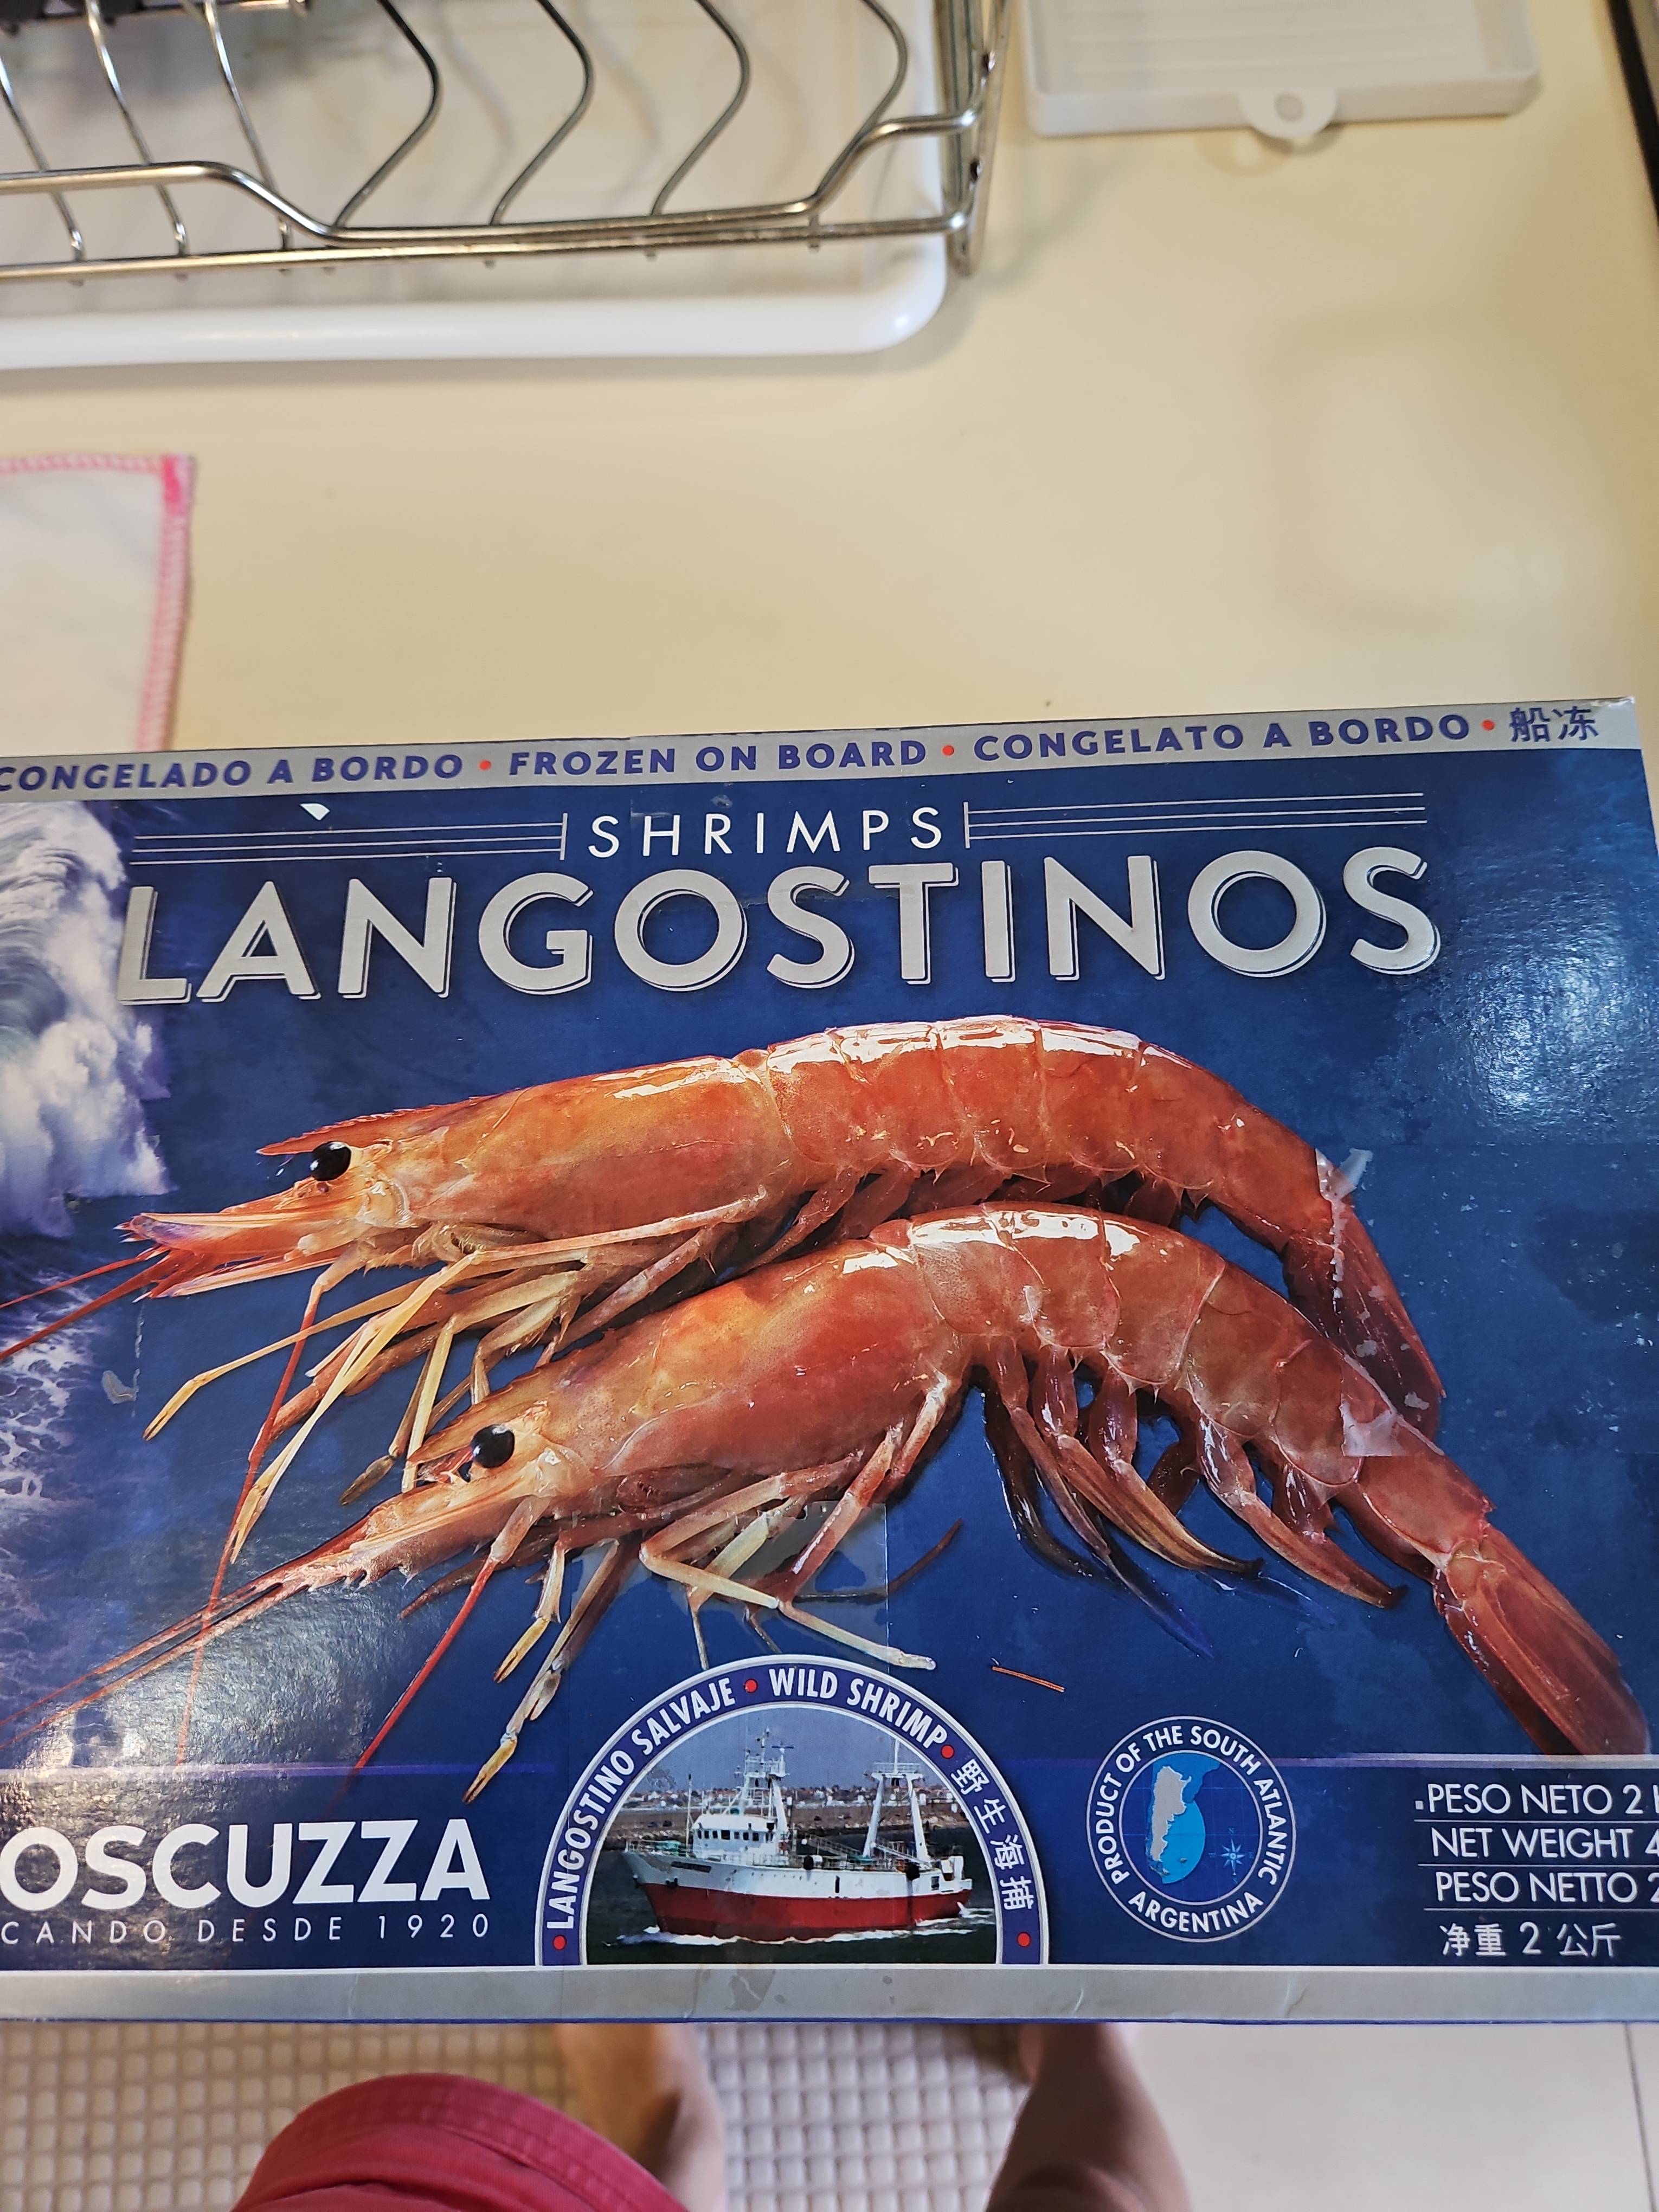 CONGELADO A BORDO • FROZEN ON BOARD • CONGELATO A BORDO • 船冻
SHRIMPS
LANGOSTINOS
LANGOSTINO SALVAJE • WILD SHRIMP • 野生海捕
OSCUZZA
CANDO DESDE 1920
PRODUCT OF THE SOUTH ATLANTIC
ARGENTINA
PESO NETO 2
NET WEIGHT 4
PESO NETTO 2
净重 2 公斤